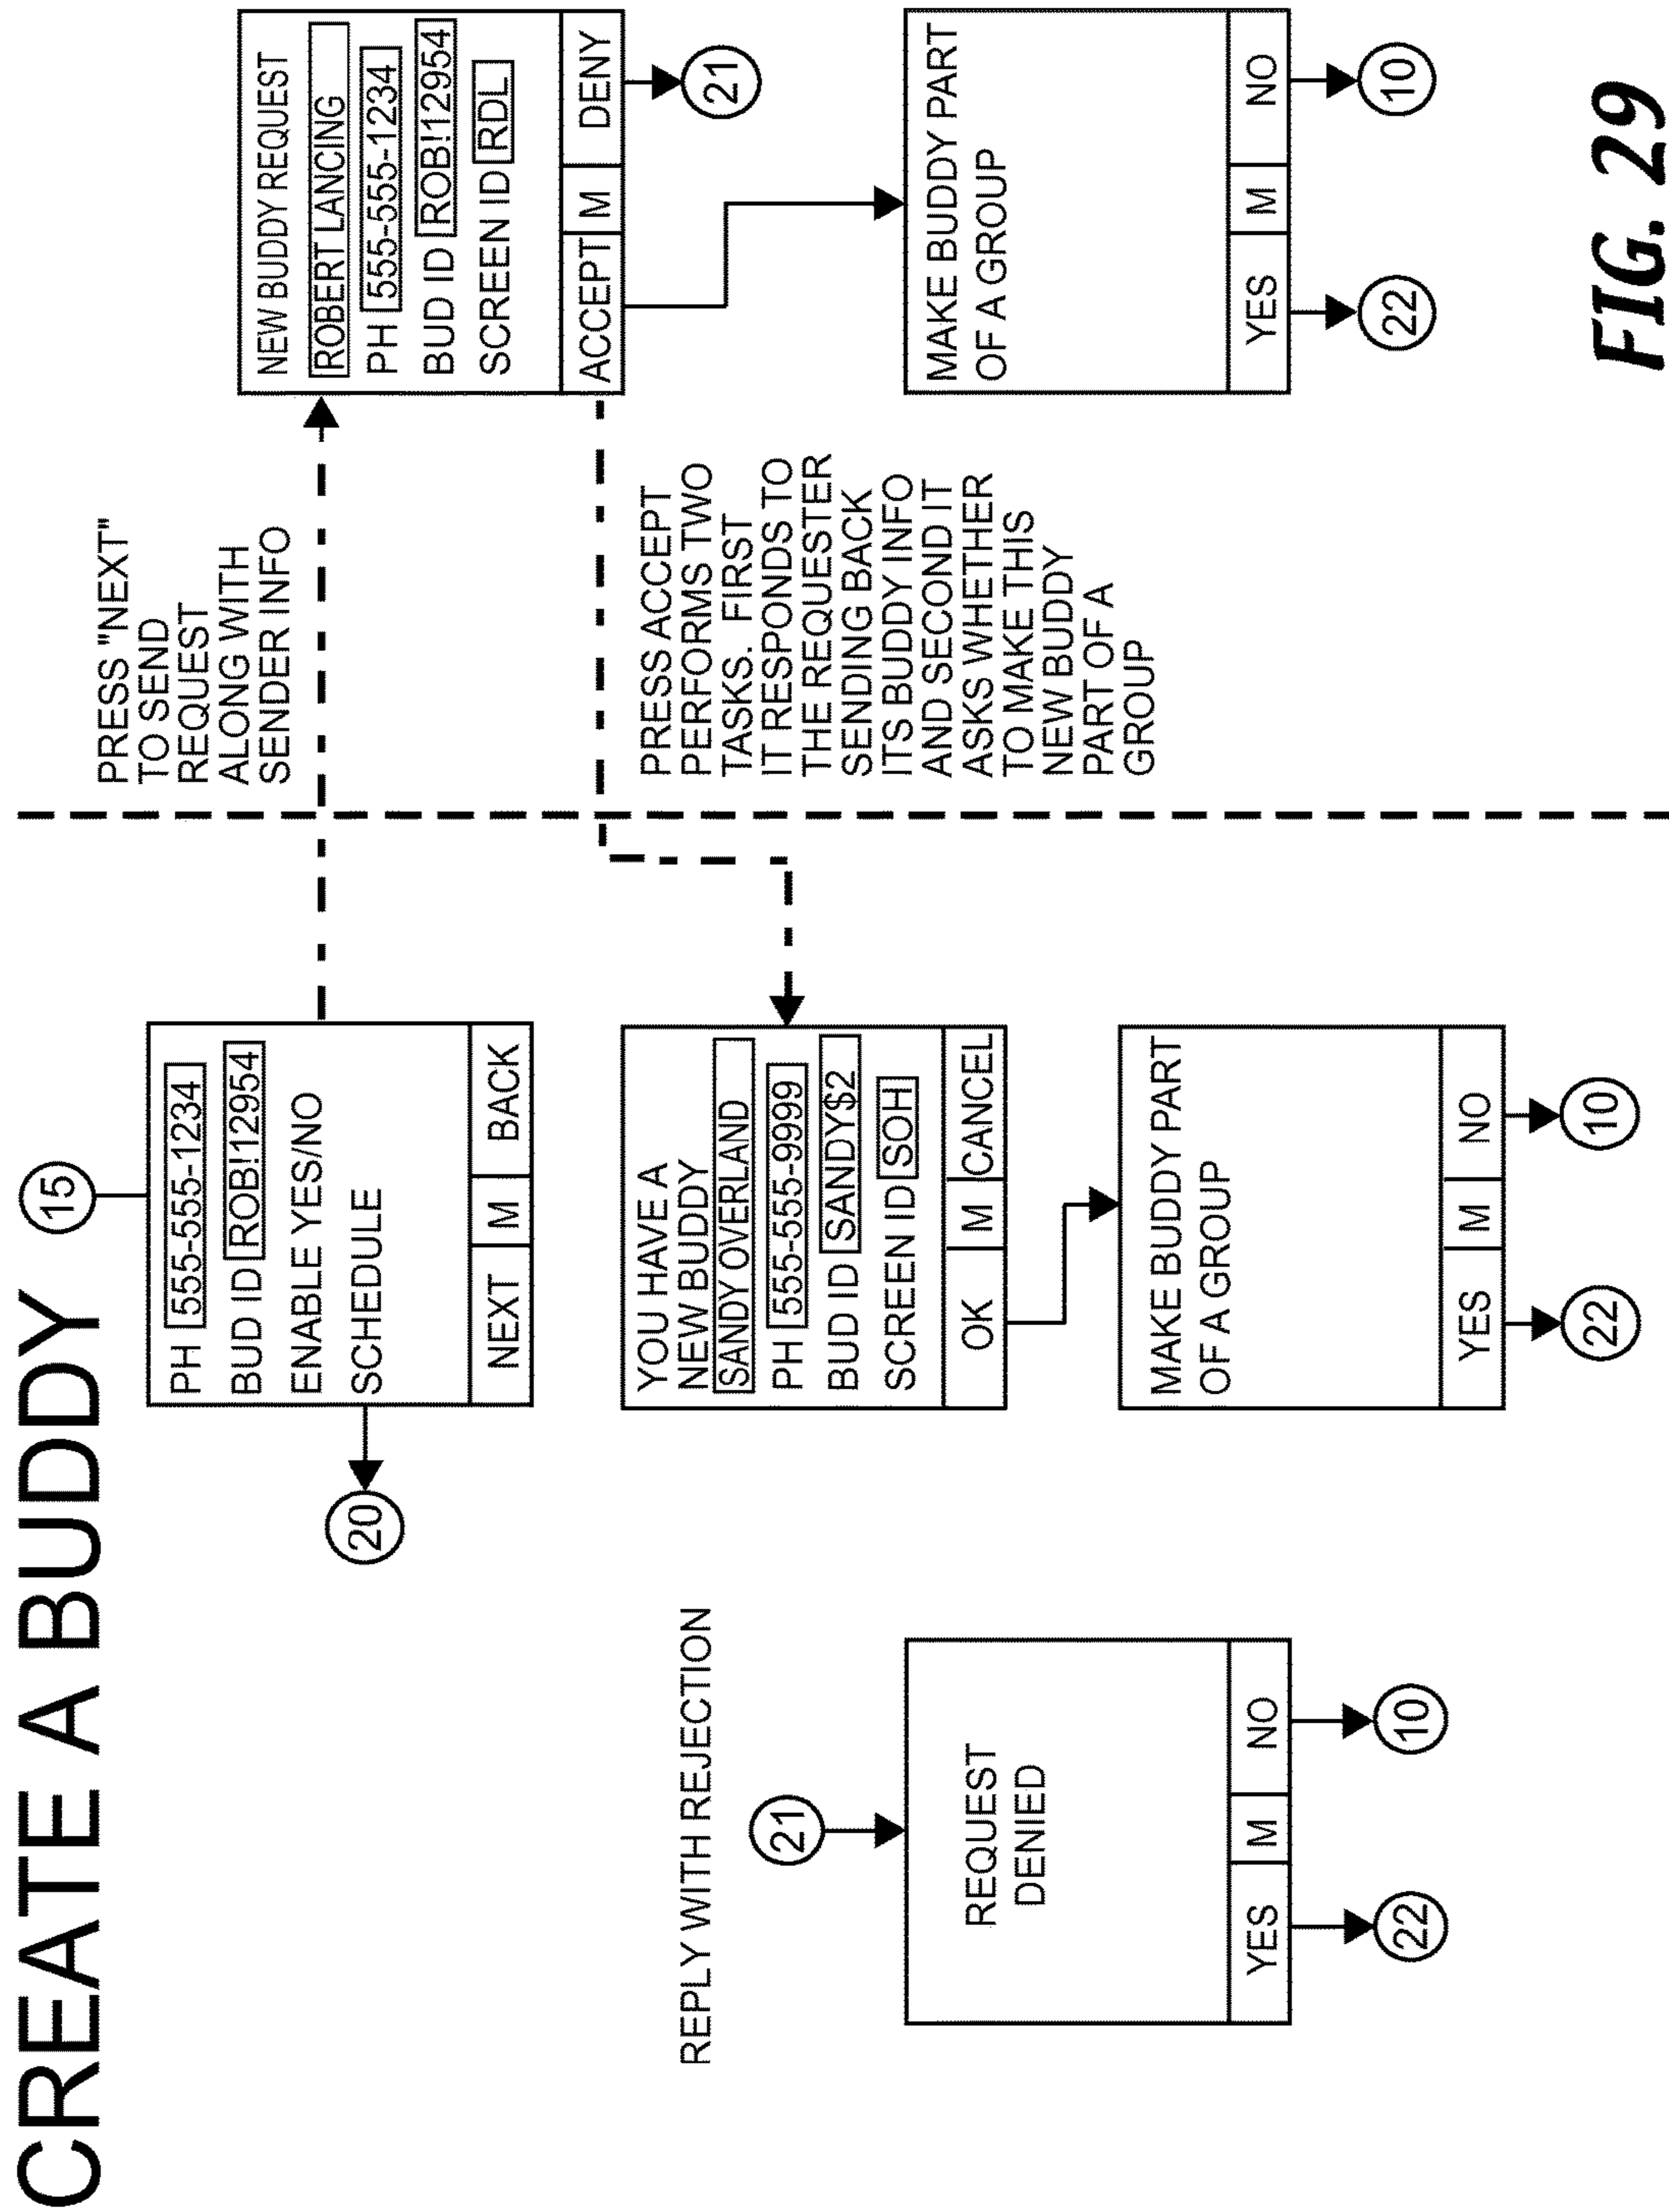 CREATE A BUDDY
15
PH 555-555-1234
BUD ID ROB!12954
ENABLE YES/NO
SCHEDULE
NEXT M BACK
20
PRESS "NEXT"
TO SEND
REQUEST
ALONG WITH
SENDER INFO
NEW BUDDY REQUEST
ROBERT LANCING
PH 555-555-1234
BUD ID ROB!12954
SCREEN ID RDL
ACCEPT M DENY
21
PRESS ACCEPT
PERFORMS TWO
TASKS. FIRST
IT RESPONDS TO
THE REQUESTER
SENDING BACK
ITS BUDDY INFO
AND SECOND IT
ASKS WHETHER
TO MAKE THIS
NEW BUDDY
PART OF A
GROUP
YOU HAVE A
NEW BUDDY
SANDY OVERLAND
PH 555-555-9999
BUD ID SANDY$2
SCREEN ID SOH
OK M CANCEL
MAKE BUDDY PART
OF A GROUP
YES M NO
22 10
MAKE BUDDY PART
OF A GROUP
YES M NO
22 10
REPLY WITH REJECTION
21
REQUEST
DENIED
YES M NO
22 10
FIG. 29